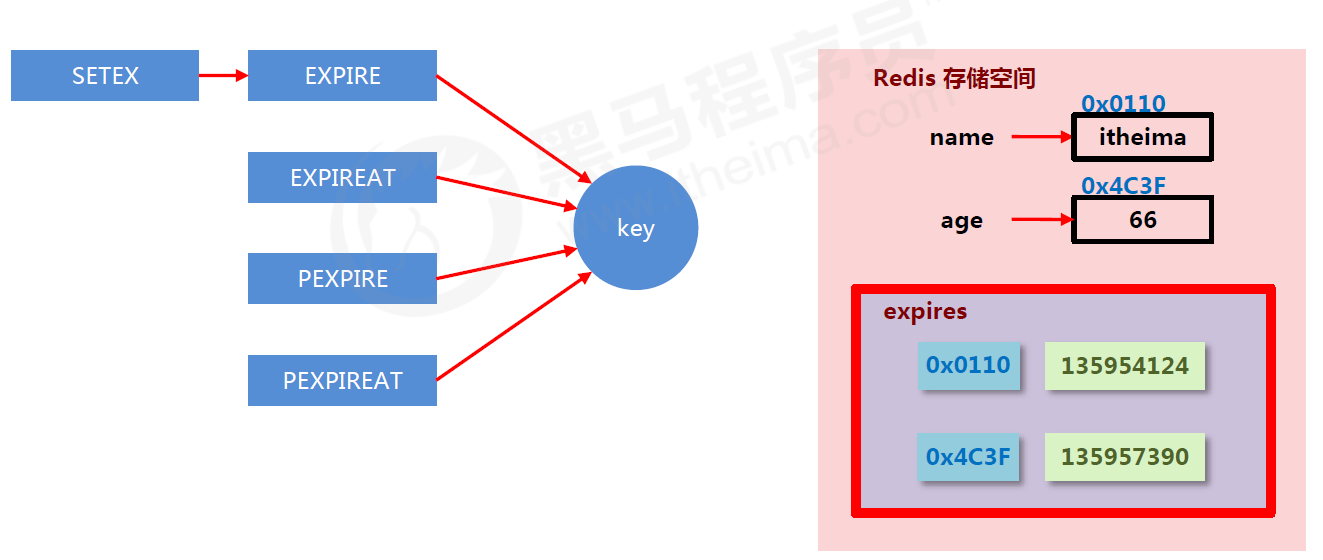 SETEX
EXPIRE
EXPIREAT
PEXPIRE
PEXPIREAT
key
黑马程序员
www.itheima.com
Redis 存储空间
0x0110
name
itheima
0x4C3F
age
66
expires
0x0110
135954124
0x4C3F
135957390